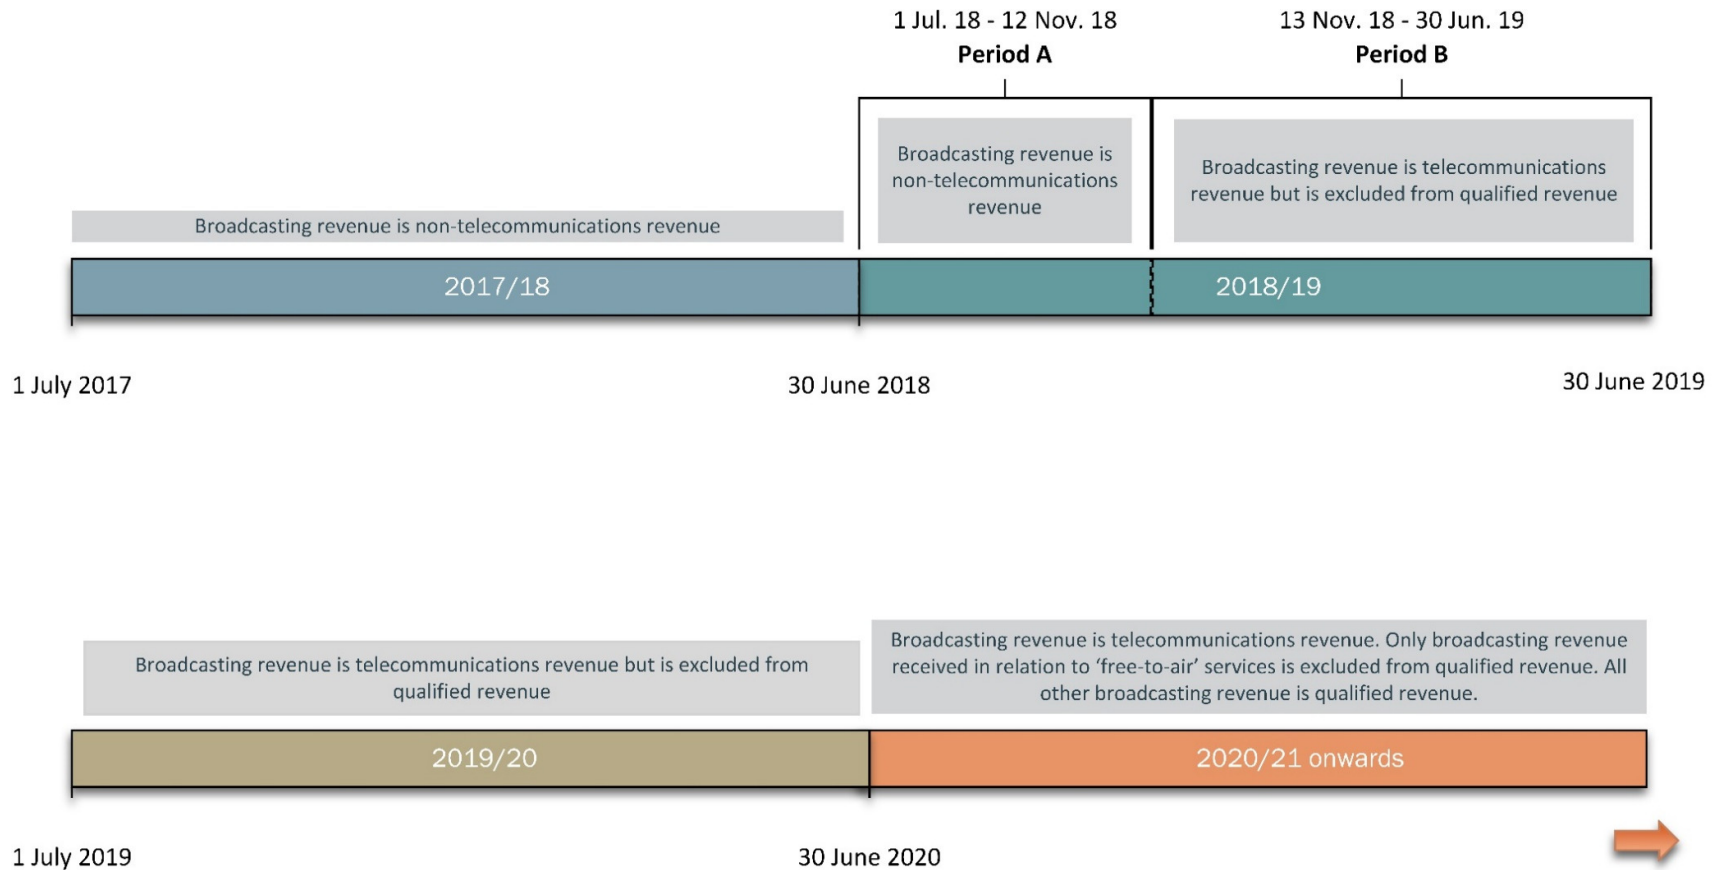 1 Jul. 18 - 12 Nov. 18
Period A
13 Nov. 18 - 30 Jun. 19
Period B
Broadcasting revenue is non-telecommunications revenue
Broadcasting revenue is
non-telecommunications
revenue
Broadcasting revenue is telecommunications
revenue but is excluded from qualified revenue
2017/18
2018/19
1 July 2017
30 June 2018
30 June 2019
Broadcasting revenue is telecommunications revenue but is excluded from
qualified revenue
Broadcasting revenue is telecommunications revenue. Only broadcasting revenue
received in relation to ‘free-to-air’ services is excluded from qualified revenue. All
other broadcasting revenue is qualified revenue.
2019/20
2020/21 onwards
1 July 2019
30 June 2020